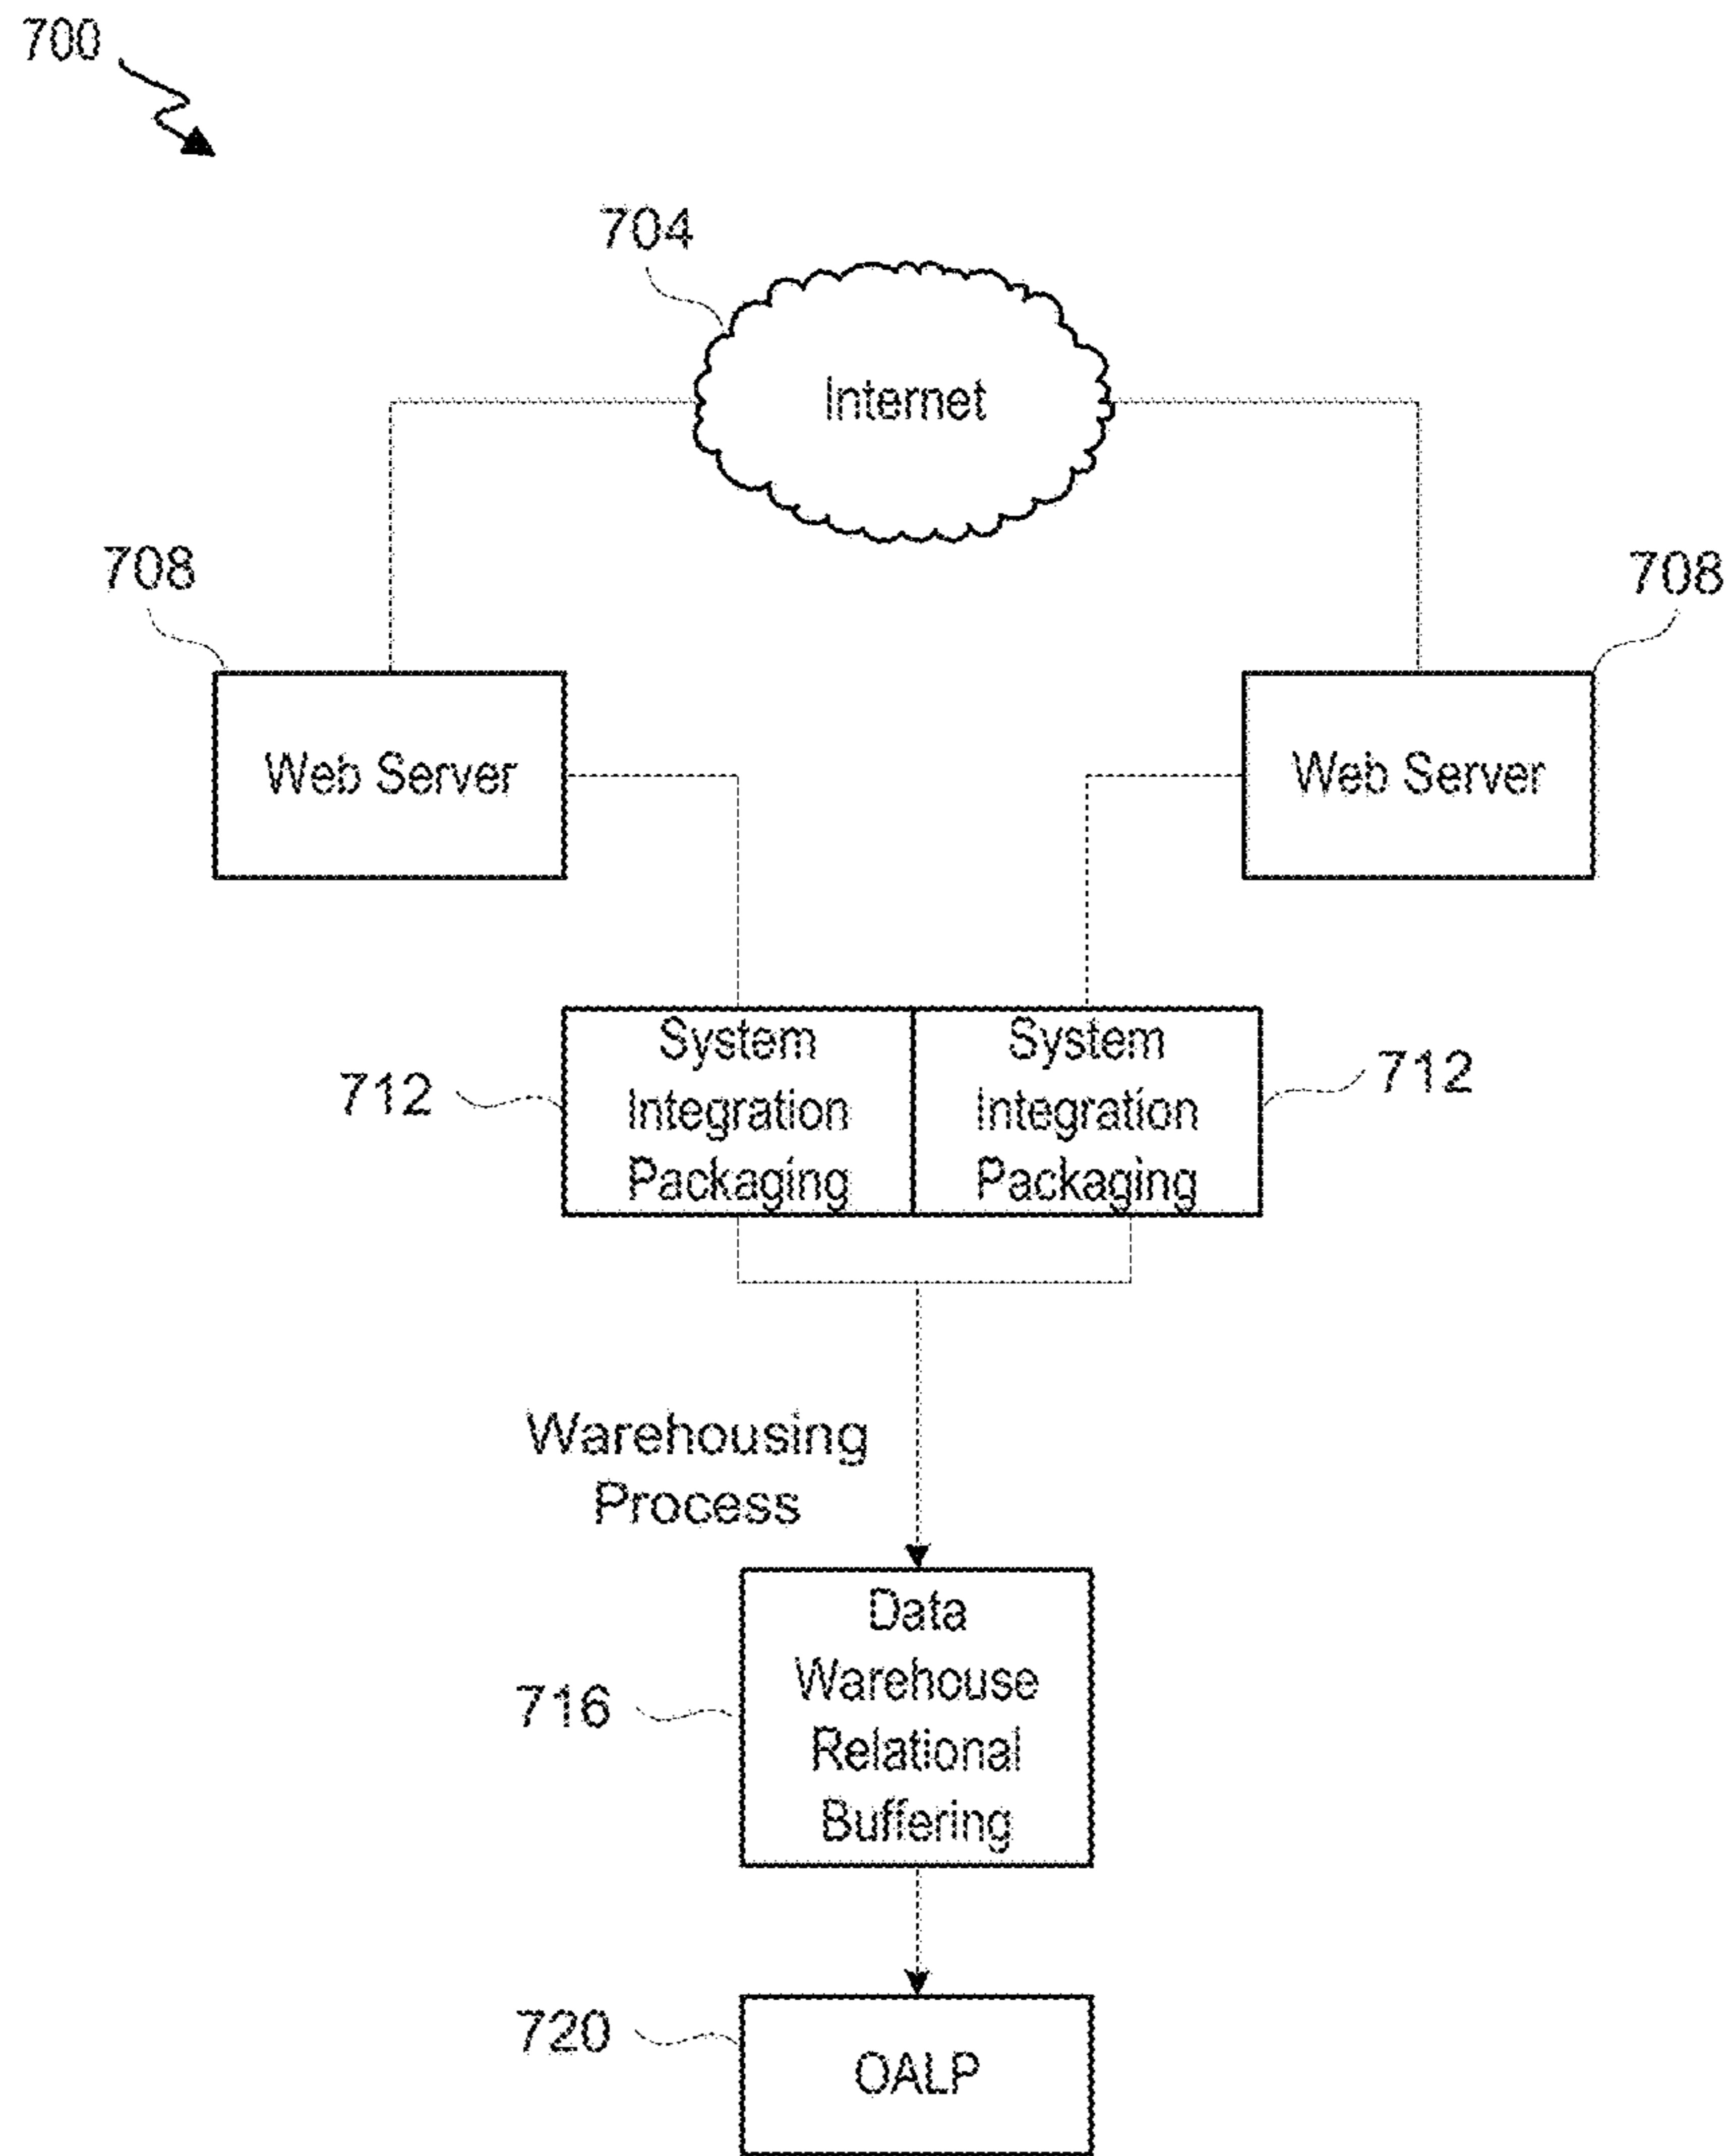 700
704
Internet
708
708
Web Server
Web Server
System
Integration
Packaging
System
Integration
Packaging
712
712
Warehousing
Process
Data
Warehouse
Relational
Buffering
716
720
OALP